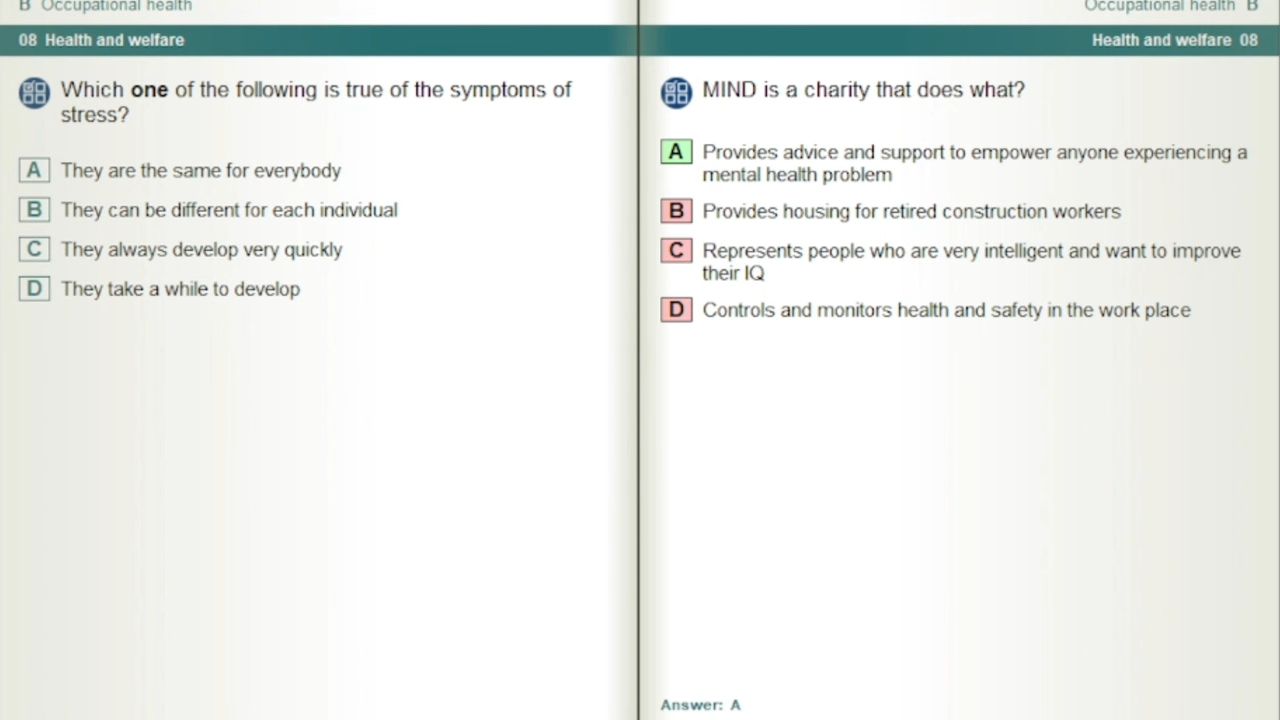 B Occupational health
08 Health and welfare
Which one of the following is true of the symptoms of
stress?
A They are the same for everybody
B They can be different for each individual
C They always develop very quickly
D They take a while to develop
Occupational health B
Health and welfare 08
MIND is a charity that does what?
A Provides advice and support to empower anyone experiencing a
mental health problem
B Provides housing for retired construction workers
C Represents people who are very intelligent and want to improve
their IQ
D Controls and monitors health and safety in the work place
Answer: A